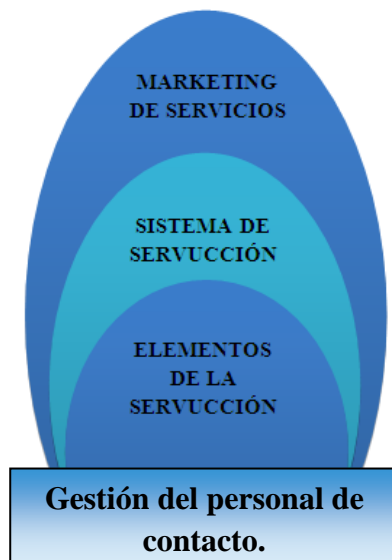 MARKETING
DE SERVICIOS
SISTEMA DE
SERVUCCIÓN
ELEMENTOS
DE LA
SERVUCCIÓN
Gestión del personal de
contacto.